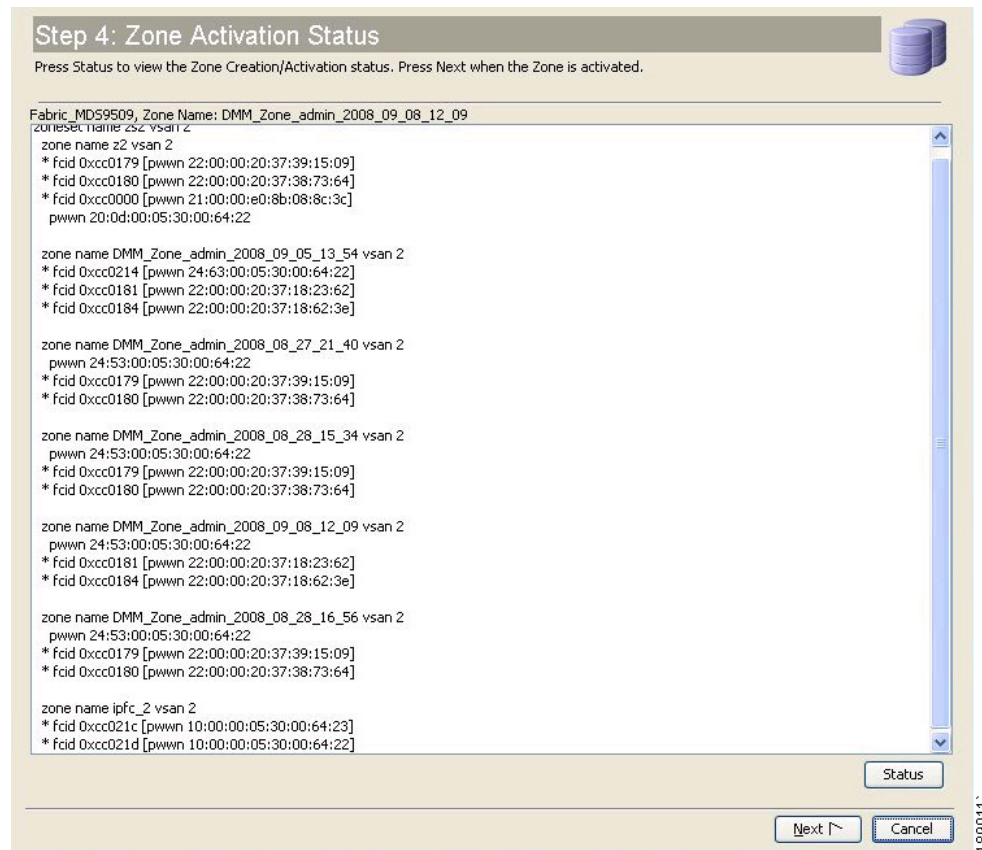 Step 4: Zone Activation Status
Press Status to view the Zone Creation/Activation status. Press Next when the Zone is activated.
Fabric_MDS9509, Zone Name: DMM_Zone_admin_2008_09_08_12_09
zoneset name zs2 vsan 2
zone name z2 vsan 2
* fcid 0xcc0179 [pwwn 22:00:00:20:37:39:15:09]
* fcid 0xcc0180 [pwwn 22:00:00:20:37:38:73:64]
* fcid 0xcc0000 [pwwn 21:00:00:e0:8b:08:8c:3c]
pwwn 20:0d:00:05:30:00:64:22
zone name DMM_Zone_admin_2008_09_05_13_54 vsan 2
* fcid 0xcc0214 [pwwn 24:63:00:05:30:00:64:22]
* fcid 0xcc0181 [pwwn 22:00:00:20:37:18:23:62]
* fcid 0xcc0184 [pwwn 22:00:00:20:37:18:62:3e]
zone name DMM_Zone_admin_2008_08_27_21_40 vsan 2
pwwn 24:53:00:05:30:00:64:22
* fcid 0xcc0179 [pwwn 22:00:00:20:37:39:15:09]
* fcid 0xcc0180 [pwwn 22:00:00:20:37:38:73:64]
zone name DMM_Zone_admin_2008_08_28_15_34 vsan 2
pwwn 24:53:00:05:30:00:64:22
* fcid 0xcc0179 [pwwn 22:00:00:20:37:39:15:09]
* fcid 0xcc0180 [pwwn 22:00:00:20:37:38:73:64]
zone name DMM_Zone_admin_2008_09_08_12_09 vsan 2
pwwn 24:53:00:05:30:00:64:22
* fcid 0xcc0181 [pwwn 22:00:00:20:37:18:23:62]
* fcid 0xcc0184 [pwwn 22:00:00:20:37:18:62:3e]
zone name DMM_Zone_admin_2008_08_28_16_56 vsan 2
pwwn 24:53:00:05:30:00:64:22
* fcid 0xcc0179 [pwwn 22:00:00:20:37:39:15:09]
* fcid 0xcc0180 [pwwn 22:00:00:20:37:38:73:64]
zone name ipfc_2 vsan 2
* fcid 0xcc021c [pwwn 10:00:00:05:30:00:64:23]
* fcid 0xcc021d [pwwn 10:00:00:05:30:00:64:22]
Status
Next
Cancel